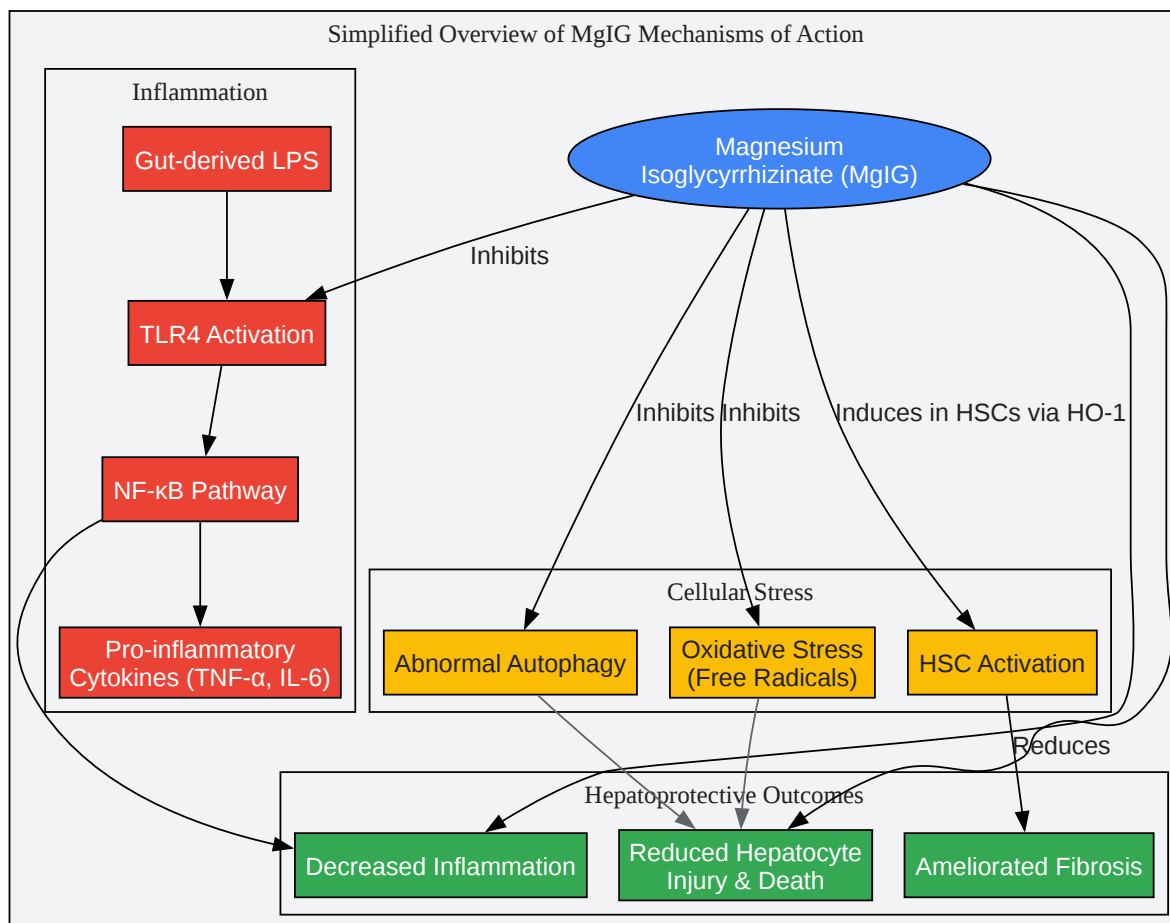 Simplified Overview of MgIG Mechanisms of Action
Inflammation
Gut-derived LPS
Magnesium
Isoglycyrrhizinate (MgIG)
Inhibits
TLR4 Activation
Inhibits
Inhibits
Induces in HSCs via HO-1
NF-κB Pathway
Cellular Stress
Pro-inflammatory
Cytokines (TNF-α, IL-6)
Abnormal Autophagy
Oxidative Stress
(Free Radicals)
HSC Activation
Reduces
Hepatoprotective Outcomes
Decreased Inflammation
Reduced Hepatocyte
Injury & Death
Ameliorated Fibrosis